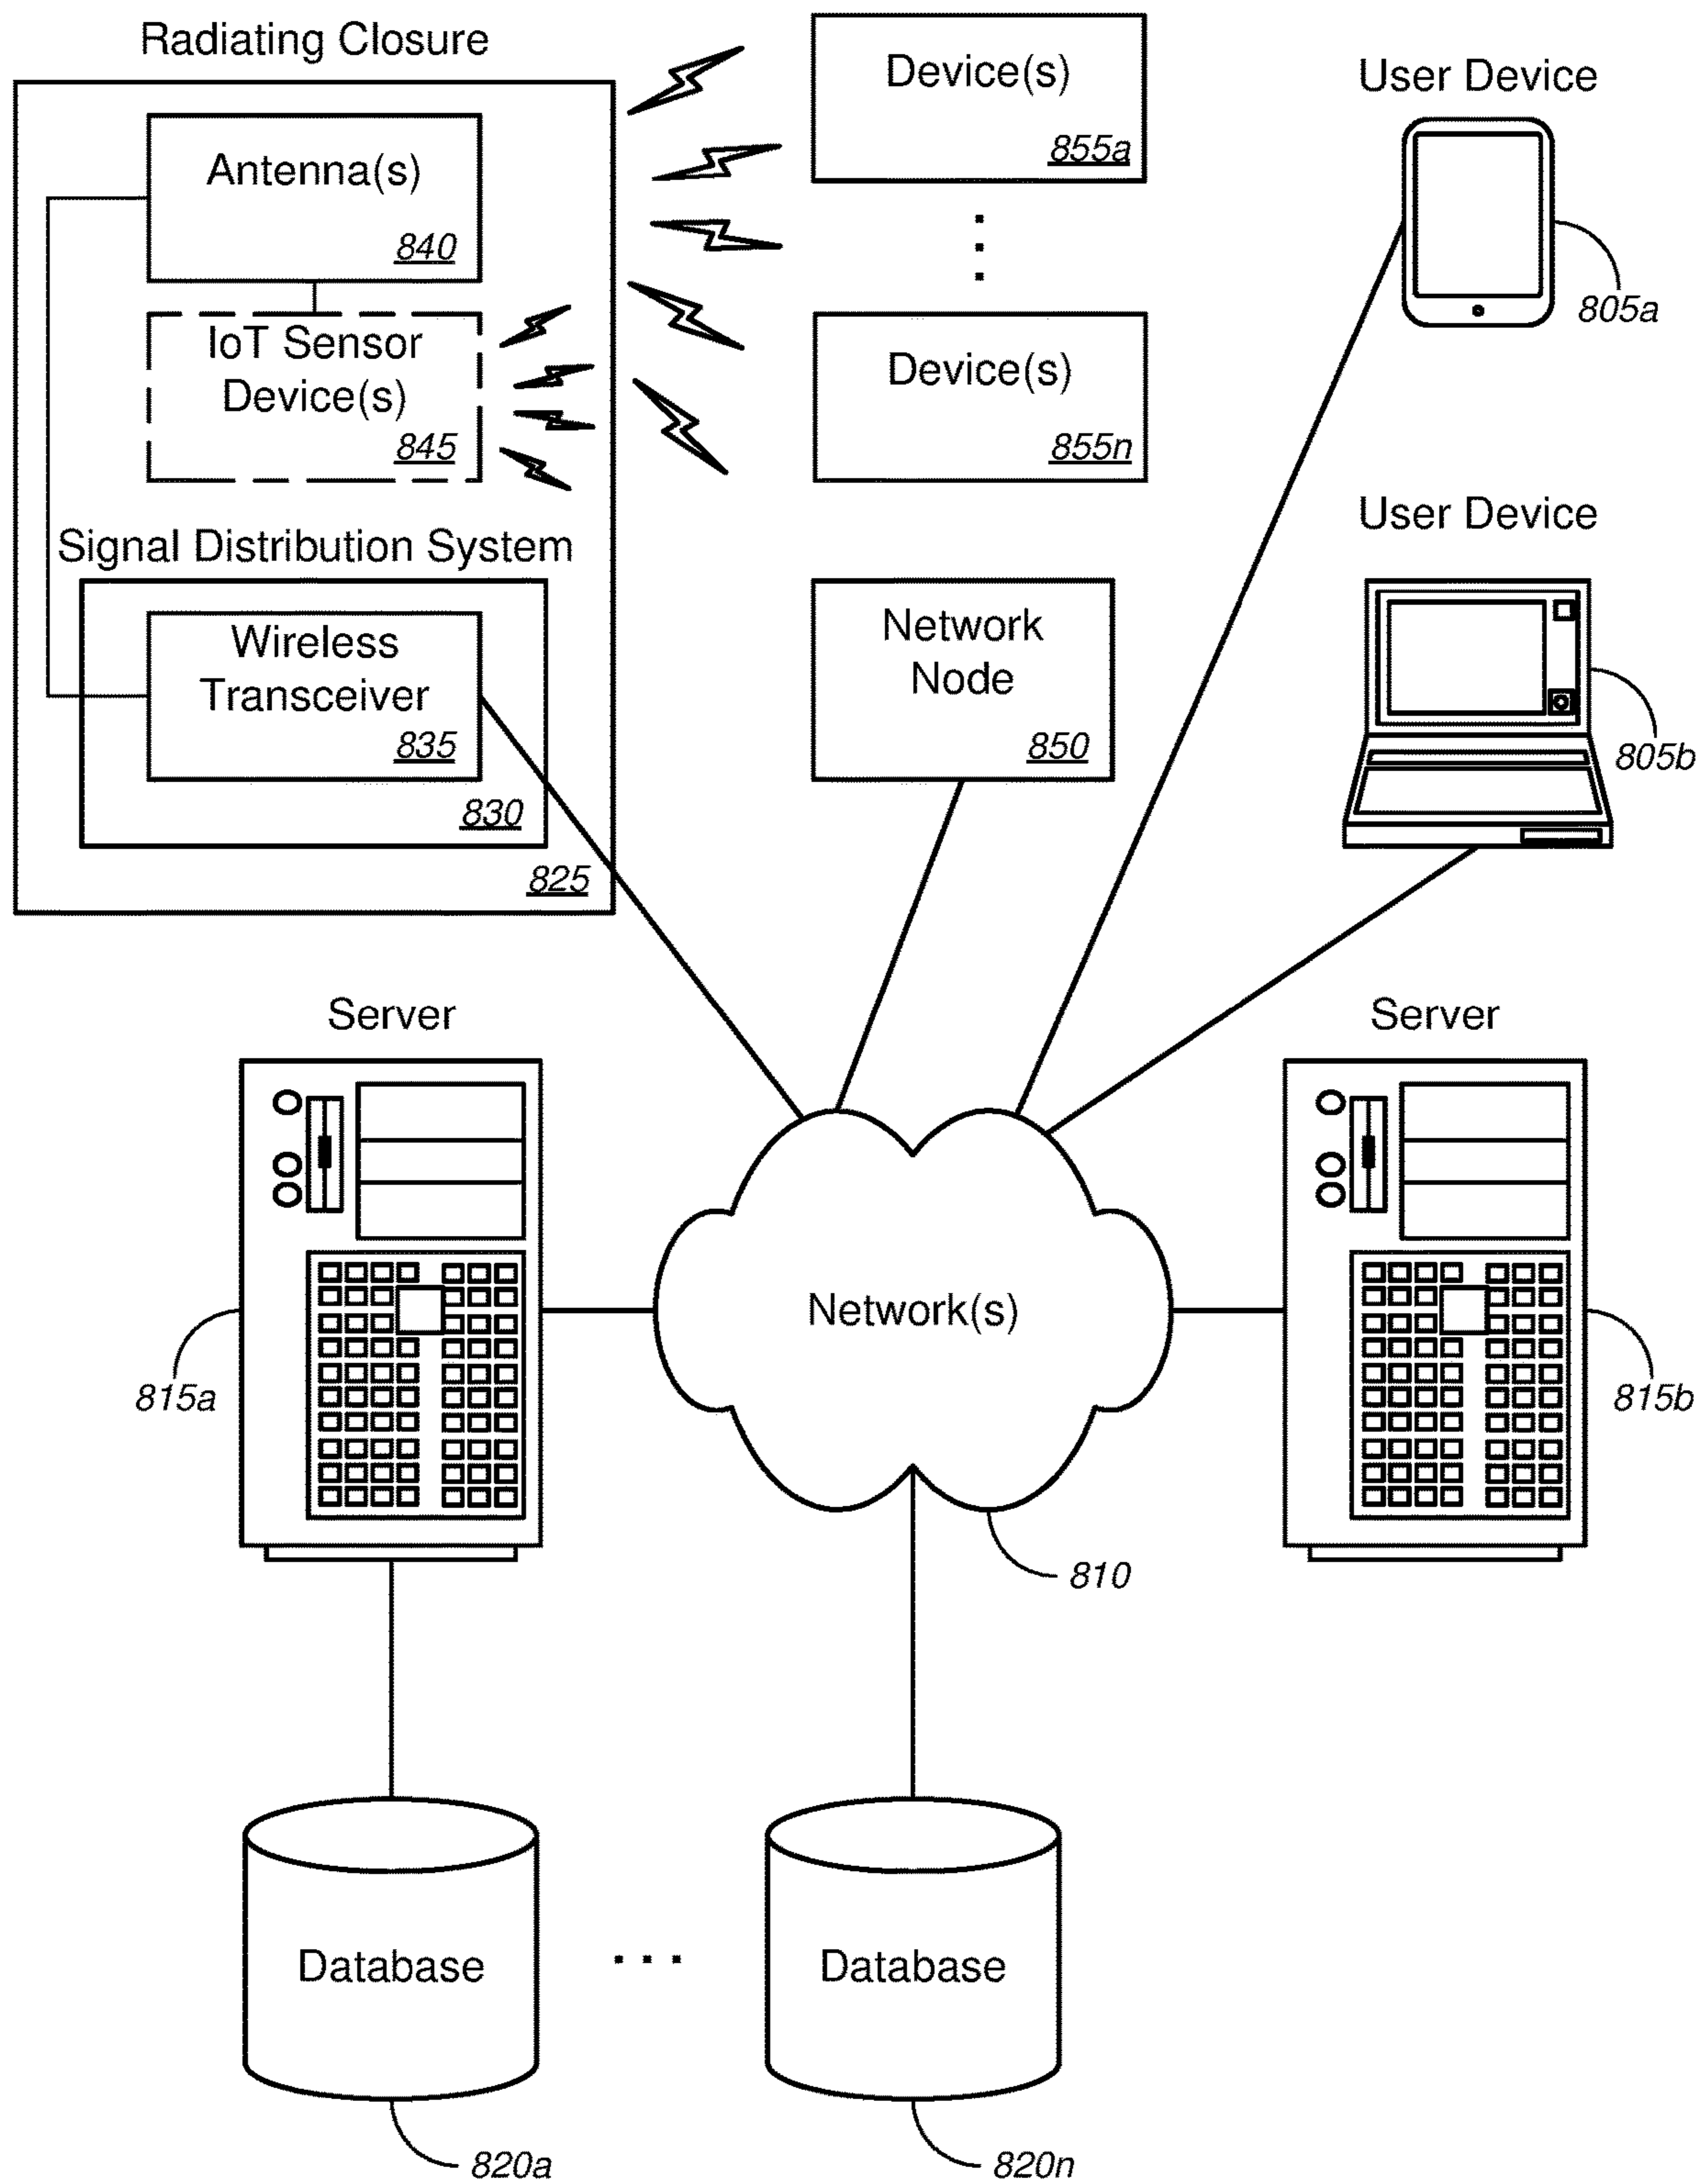 Radiating Closure
Antenna(s)
840
IoT Sensor
Device(s)
845
Signal Distribution System
Wireless
Transceiver
835
830
825
Device(s)
855a
Device(s)
855n
Network
Node
850
User Device
805a
User Device
805b
Server
815a
Network(s)
810
Server
815b
Database
820a
...
Database
820n